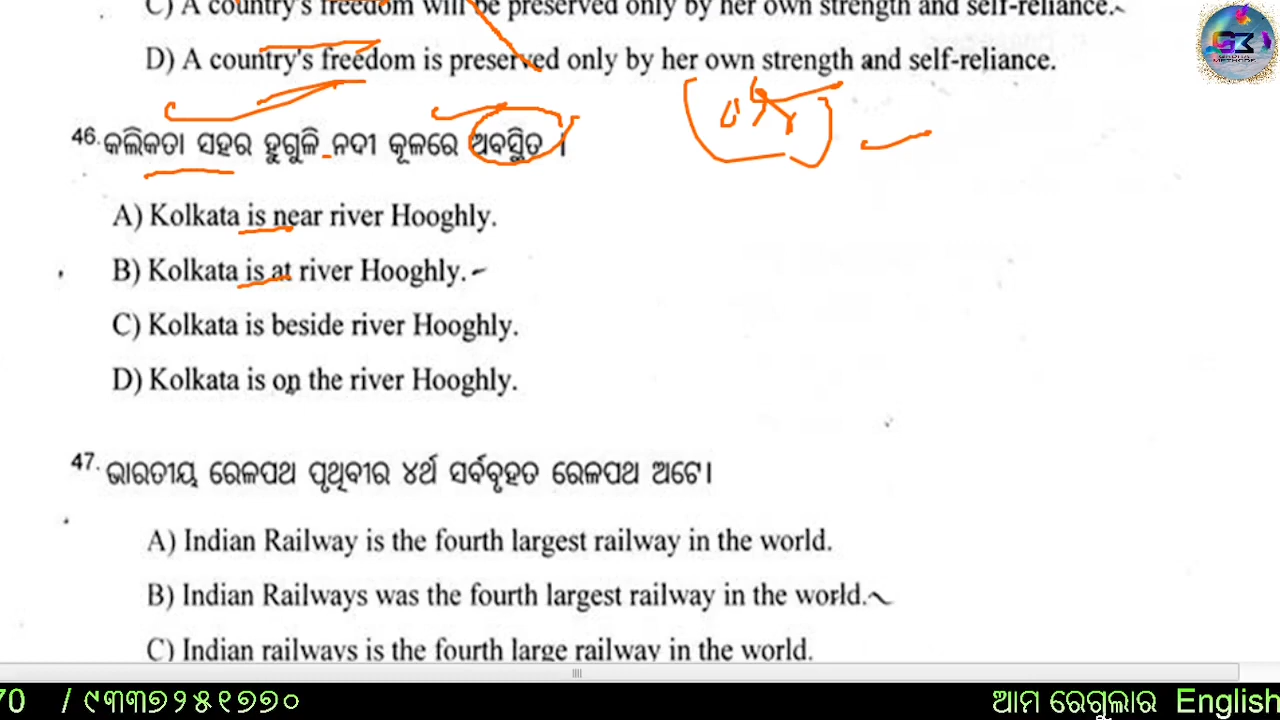 C) A country's freedom will be preserved only by her own strength and self-reliance.
D) A country's freedom is preserved only by her own strength and self-reliance.
46. କଲିକତା ସହର ହୁଗୁଳି ନଦୀ କୂଳରେ ଅବସ୍ଥିତ ।
A) Kolkata is near river Hooghly.
B) Kolkata is at river Hooghly.
C) Kolkata is beside river Hooghly.
D) Kolkata is on the river Hooghly.
47. ଭାରତୀୟ ରେଳପଥ ପୃଥିବୀର ୪ର୍ଥ ସର୍ବବୃହତ ରେଳପଥ ଅଟେ।
A) Indian Railway is the fourth largest railway in the world.
B) Indian Railways was the fourth largest railway in the world.
C) Indian railways is the fourth large railway in the world.
70 / ୯୩୩୭୨୫୧୭୭୦ ଆମ ରେଗୁଲାର English